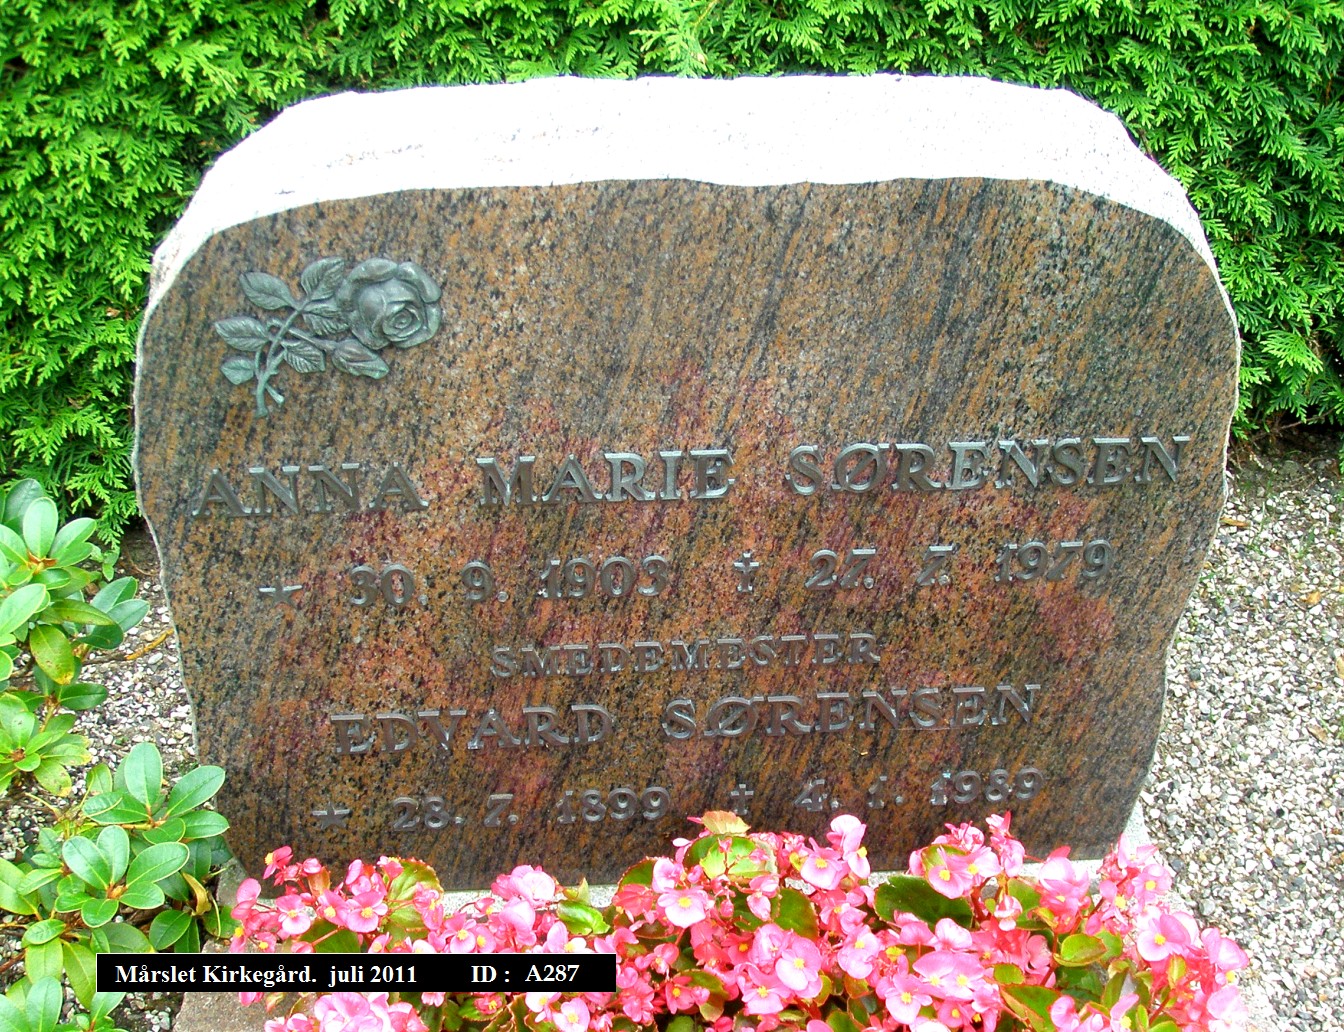 ANNA MARIE SØRENSEN
★ 30. 9. 1903 ✝ 27. 7. 1979
SMEDEMESTER
EDVARD SØRENSEN
★ 28. 7. 1899 ✝ 4. 1. 1989
Mårslet Kirkegård. juli 2011 ID : A287